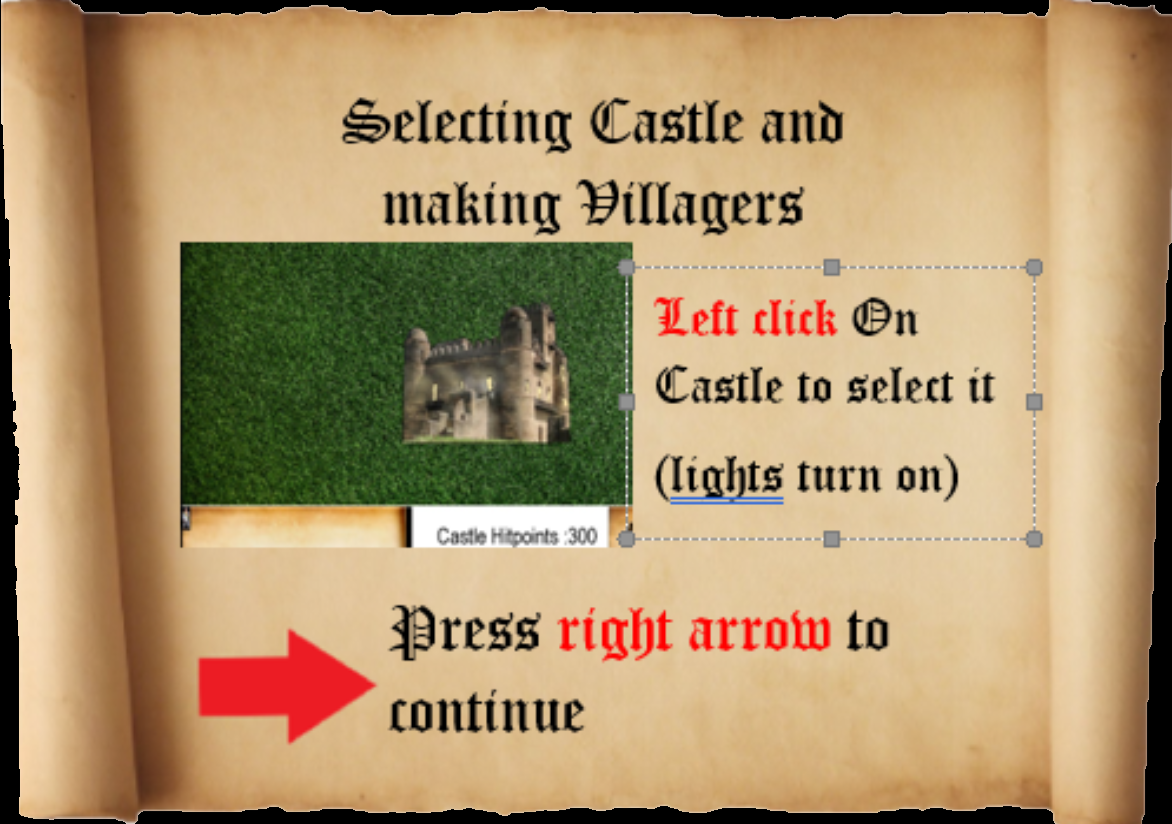 Selecting Castle and
making Villagers
Left click On
Castle to select it
(lights turn on)
Castle Hitpoints :300
Press right arrow to
continue